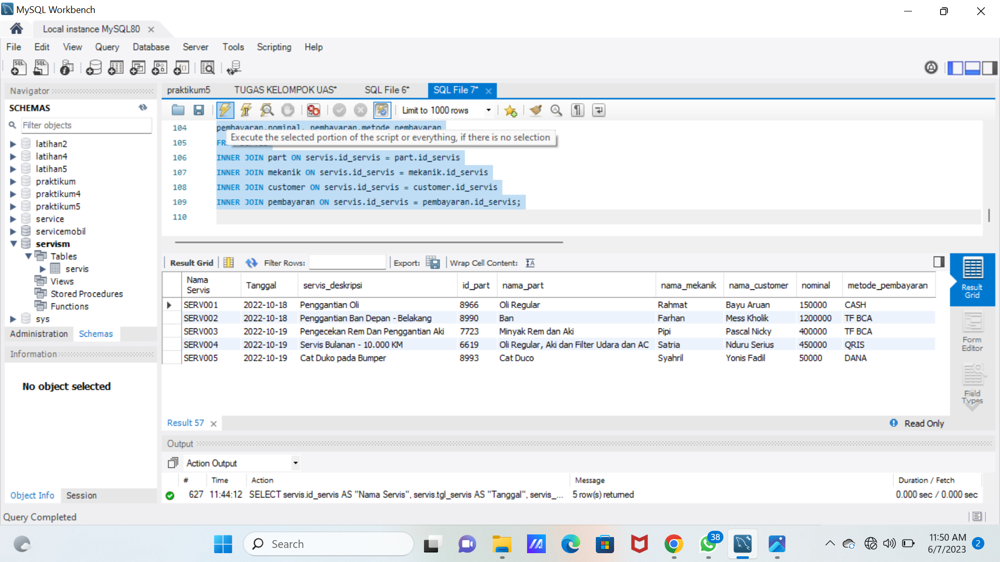 MySQL Workbench
Local instance MySQL80
File Edit View Query Database Server Tools Scripting Help
Navigator
SCHEMAS
Filter objects
latihan2
latihan4
latihan5
praktikum
praktikum4
praktikum5
service
servicemobil
servism
Tables
servis
Views
Stored Procedures
Functions
sys
Administration Schemas
Information
No object selected
Object Info Session
praktikum5 TUGAS KELOMPOK UAS* SQL File 6* SQL File 7*
Limit to 1000 rows
104 pembayaran.nominal, pembayaran.metode_pembayaran
Execute the selected portion of the script or everything, if there is no selection
105 FR
106 INNER JOIN part ON servis.id_servis = part.id_servis
107 INNER JOIN mekanik ON servis.id_servis = mekanik.id_servis
108 INNER JOIN customer ON servis.id_servis = customer.id_servis
109 INNER JOIN pembayaran ON servis.id_servis = pembayaran.id_servis;
110
Result Grid Filter Rows: Export: Wrap Cell Content:
Nama Servis Tanggal servis_deskripsi id_part nama_part nama_mekanik nama_customer nominal metode_pembayaran
SERV001 2022-10-18 Penggantian Oli 8966 Oli Regular Rahmat Bayu Aruan 150000 CASH
SERV002 2022-10-18 Penggantian Ban Depan - Belakang 8990 Ban Farhan Mess Kholik 1200000 TF BCA
SERV003 2022-10-19 Pengecekan Rem Dan Penggantian Aki 7723 Minyak Rem dan Aki Pipi Pascal Nicky 400000 TF BCA
SERV004 2022-10-19 Servis Bulanan - 10.000 KM 6619 Oli Regular, Aki dan Filter Udara dan AC Satria Nduru Serius 450000 QRIS
SERV005 2022-10-19 Cat Duko pada Bumper 8993 Cat Duco Syahril Yonis Fadil 50000 DANA
Result Grid
Form Editor
Field Types
Result 57
Read Only
Output
Action Output
# Time Action Message Duration / Fetch
627 11:44:12 SELECT servis.id_servis AS "Nama Servis", servis.tgl_servis AS "Tanggal", servis_... 5 row(s) returned 0.000 sec / 0.000 sec
Query Completed
Search
38
11:50 AM
6/7/2023
2